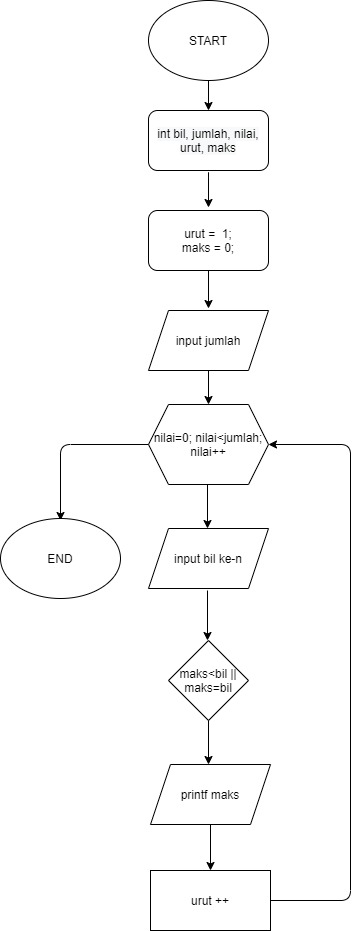 START
int bil, jumlah, nilai,
urut, maks
urut =  1;
maks = 0;
input jumlah
nilai=0; nilai<jumlah;
nilai++
END
input bil ke-n
maks<bil ||
maks=bil
printf maks
urut ++